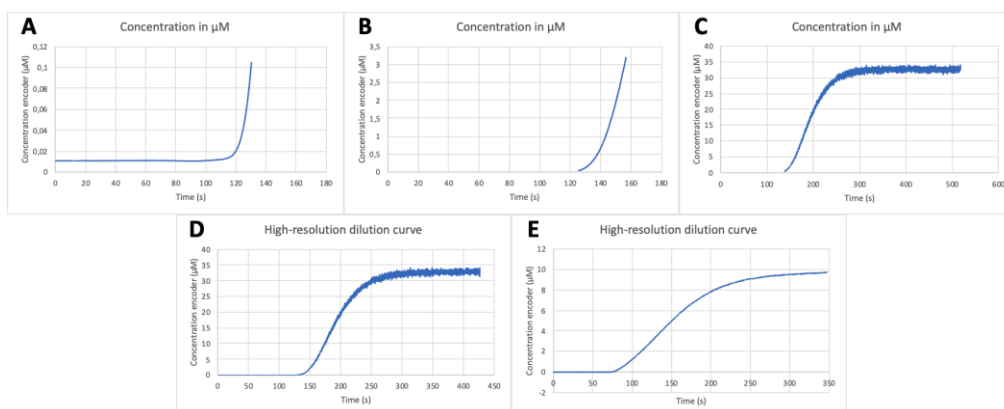 A
Concentration in µM
Concentration encoder (µM)
0,12
0,1
0,08
0,06
0,04
0,02
0
0 20 40 60 80 100 120 140 160 180
Time (s)
B
Concentration in µM
Concentration encoder (µM)
3,5
3
2,5
2
1,5
1
0,5
0
0 20 40 60 80 100 120 140 160 180
Time (s)
C
Concentration in µM
Concentration encoder (µM)
40
35
30
25
20
15
10
5
0
0 100 200 300 400 500 600
Time (s)
D
High-resolution dilution curve
Concentration encoder (µM)
40
35
30
25
20
15
10
5
0
0 50 100 150 200 250 300 350 400 450
Time (s)
E
High-resolution dilution curve
Concentration encoder (µM)
12
10
8
6
4
2
0
-2
0 50 100 150 200 250 300 350
Time (s)